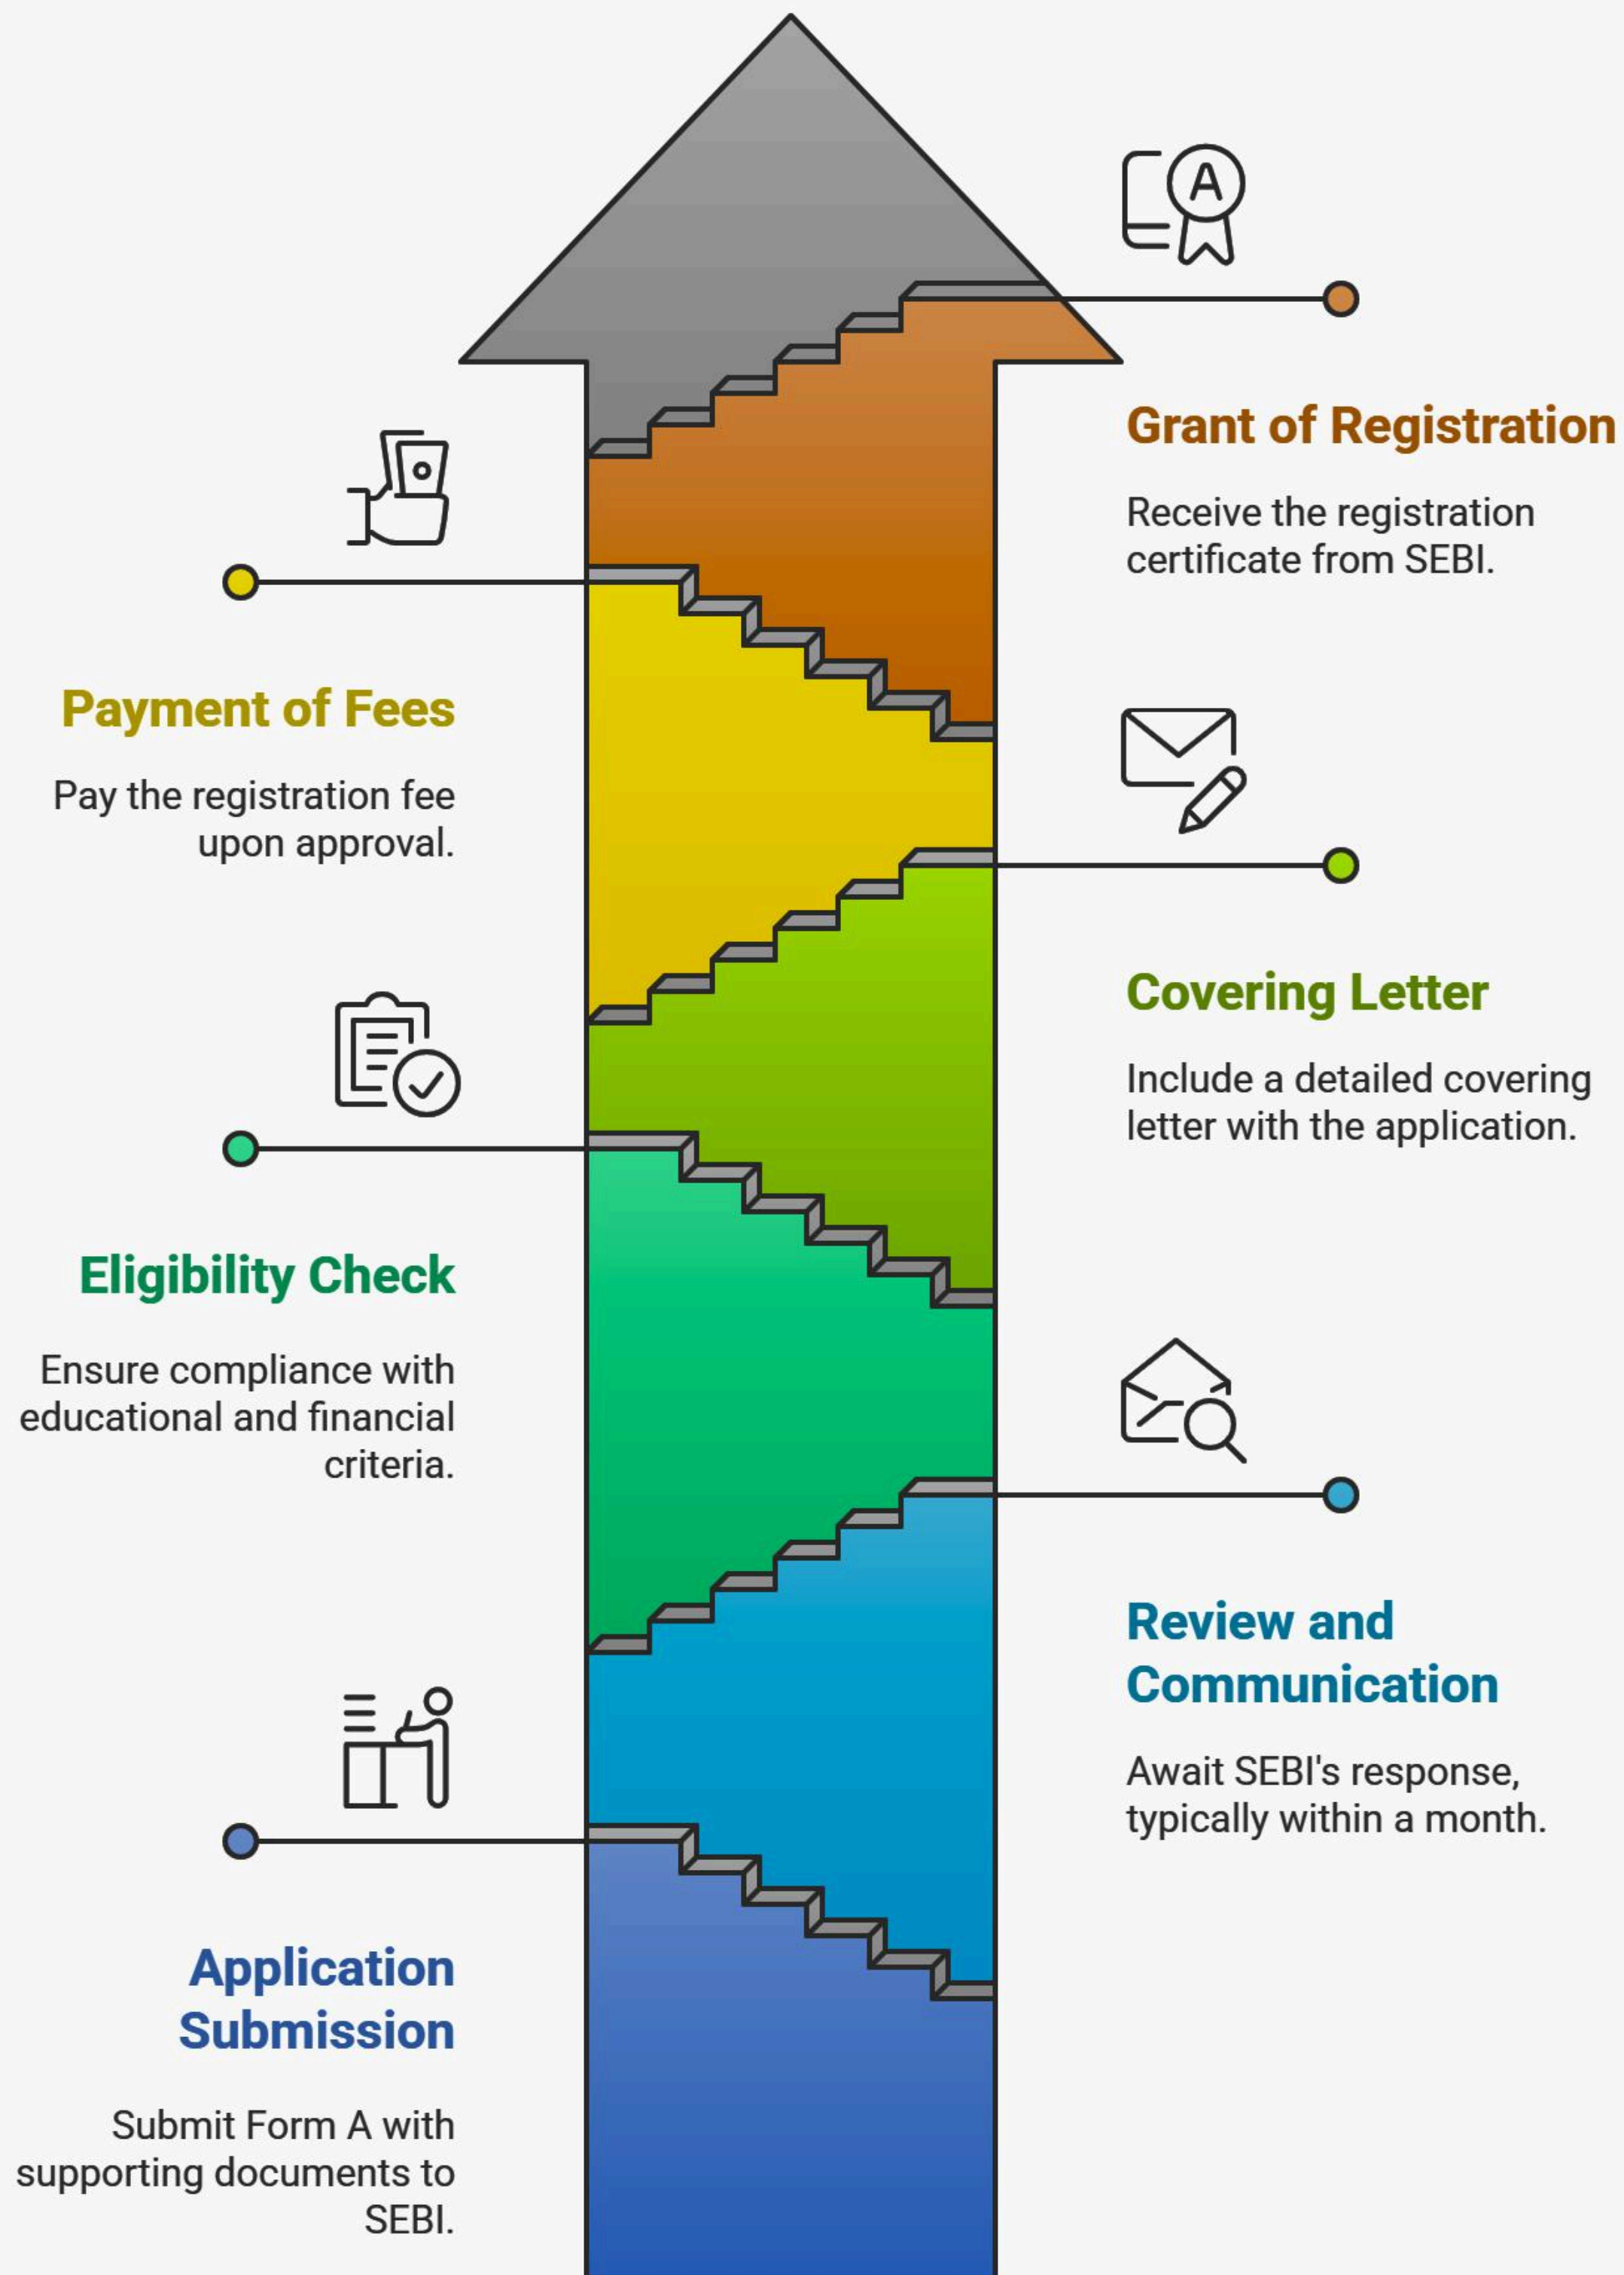 A
Grant of Registration
Receive the registration
certificate from SEBI.
Payment of Fees
Pay the registration fee
upon approval.
Covering Letter
Include a detailed covering
letter with the application.
Eligibility Check
Ensure compliance with
educational and financial
criteria.
Review and
Communication
Await SEBI's response,
typically within a month.
Application
Submission
Submit Form A with
supporting documents to
SEBI.